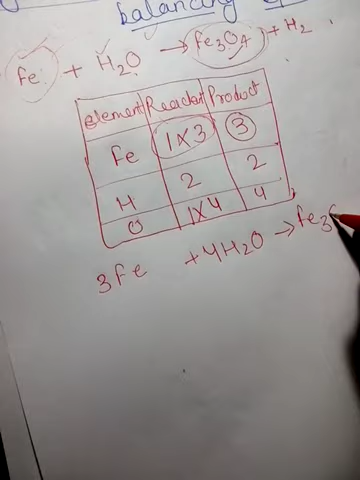 balancing
Fe + H2O → Fe3O4 + H2
element Reactant Product
Fe 1x3 3
H 2 2
O 1x4 4
3Fe + 4H2O → Fe3